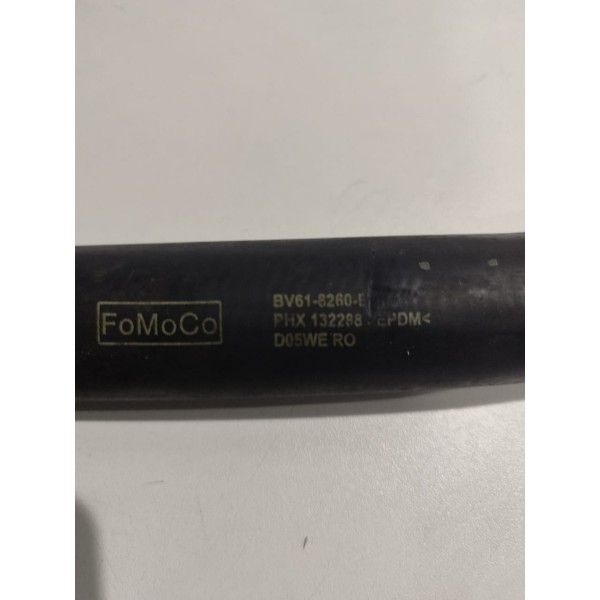 FoMoCo
BV61-8260-
PHX 132288 EPDM<
D05WE RO